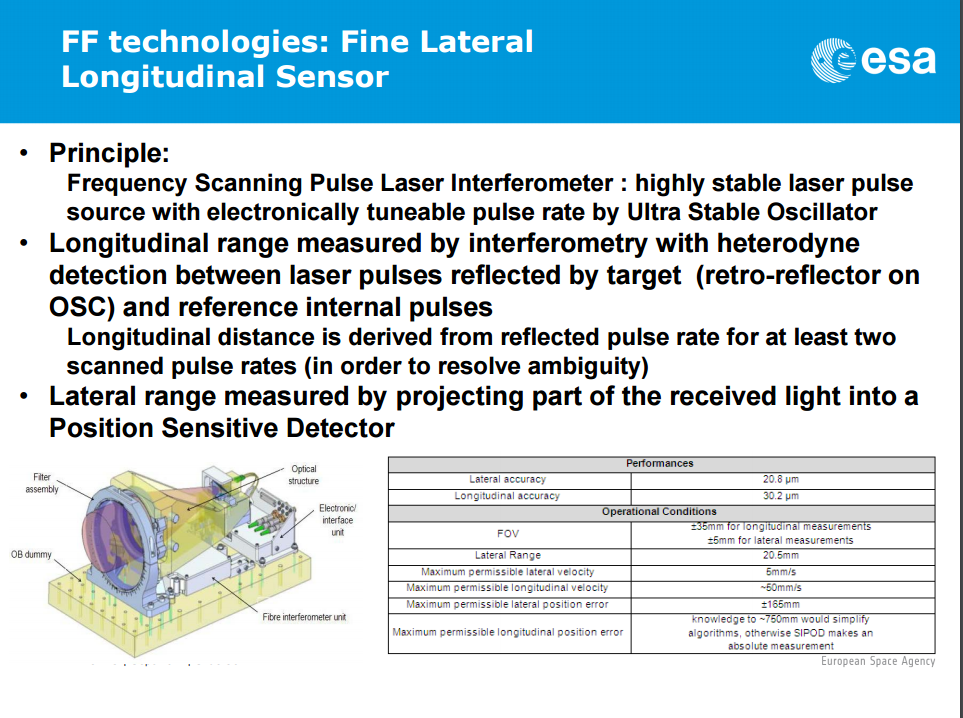 FF technologies: Fine Lateral
Longitudinal Sensor
esa
• Principle:
Frequency Scanning Pulse Laser Interferometer : highly stable laser pulse
source with electronically tuneable pulse rate by Ultra Stable Oscillator
• Longitudinal range measured by interferometry with heterodyne
detection between laser pulses reflected by target (retro-reflector on
OSC) and reference internal pulses
Longitudinal distance is derived from reflected pulse rate for at least two
scanned pulse rates (in order to resolve ambiguity)
• Lateral range measured by projecting part of the received light into a
Position Sensitive Detector
Filter
assembly
Optical
structure
Electronic/
interface
unit
OB dummy
Fibre interferometer unit
Performances
Lateral accuracy 20.8 µm
Longitudinal accuracy 30.2 µm
Operational Conditions
FOV ±35mm for longitudinal measurements
±5mm for lateral measurements
Lateral Range 20.5mm
Maximum permissible lateral velocity 5mm/s
Maximum permissible longitudinal velocity ~50mm/s
Maximum permissible lateral position error ±165mm
Maximum permissible longitudinal position error knowledge to ~750mm would simplify
algorithms, otherwise SIPOD makes an
absolute measurement
European Space Agency